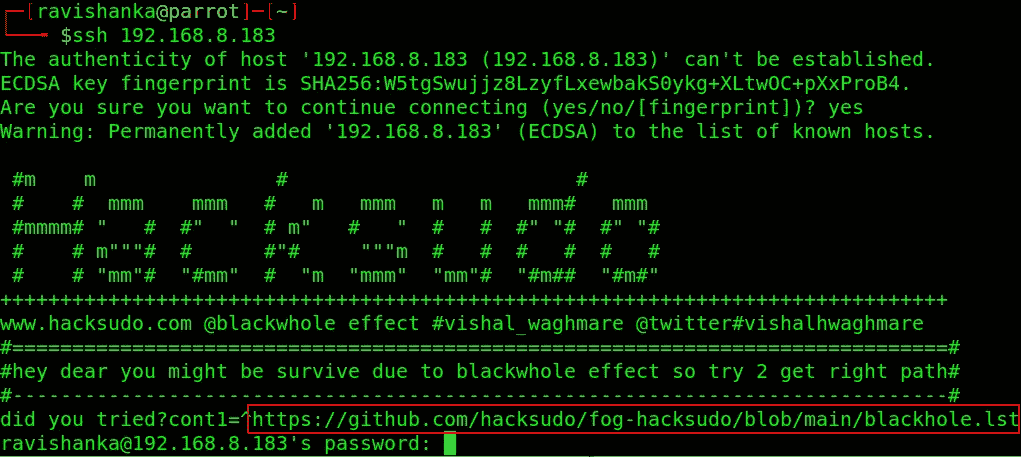 ┌─[ravishanka@parrot]─[~]
└──╼ $ssh 192.168.8.183
The authenticity of host '192.168.8.183 (192.168.8.183)' can't be established.
ECDSA key fingerprint is SHA256:W5tgSwujjz8LzyfLxewbakS0ykg+XLtwOC+pXxProB4.
Are you sure you want to continue connecting (yes/no/[fingerprint])? yes
Warning: Permanently added '192.168.8.183' (ECDSA) to the list of known hosts.
 #m    m               #                        #
 #    #  mmm    mmm   #   m   mmm   m   m   mmm#   mmm
 #mmmm# "   #  #"  "  # m"   #   "  #   #  #" "#  #" "#
 #    # m"""#  #      #"#     """m  #   #  #   #  #   #
 #    # "mm"#  "#mm"  #  "m  "mmm"  "mm"#  "#m##  "#m#"
+++++++++++++++++++++++++++++++++++++++++++++++++++++++++++++++++++++++++++++++
www.hacksudo.com @blackwhole effect #vishal_waghmare @twitter#vishalhwaghmare
#==============================================================================#
#hey dear you might be survive due to blackwhole effect so try 2 get right path#
#------------------------------------------------------------------------------#
did you tried?cont1=^https://github.com/hacksudo/fog-hacksudo/blob/main/blackhole.lst
ravishanka@192.168.8.183's password: